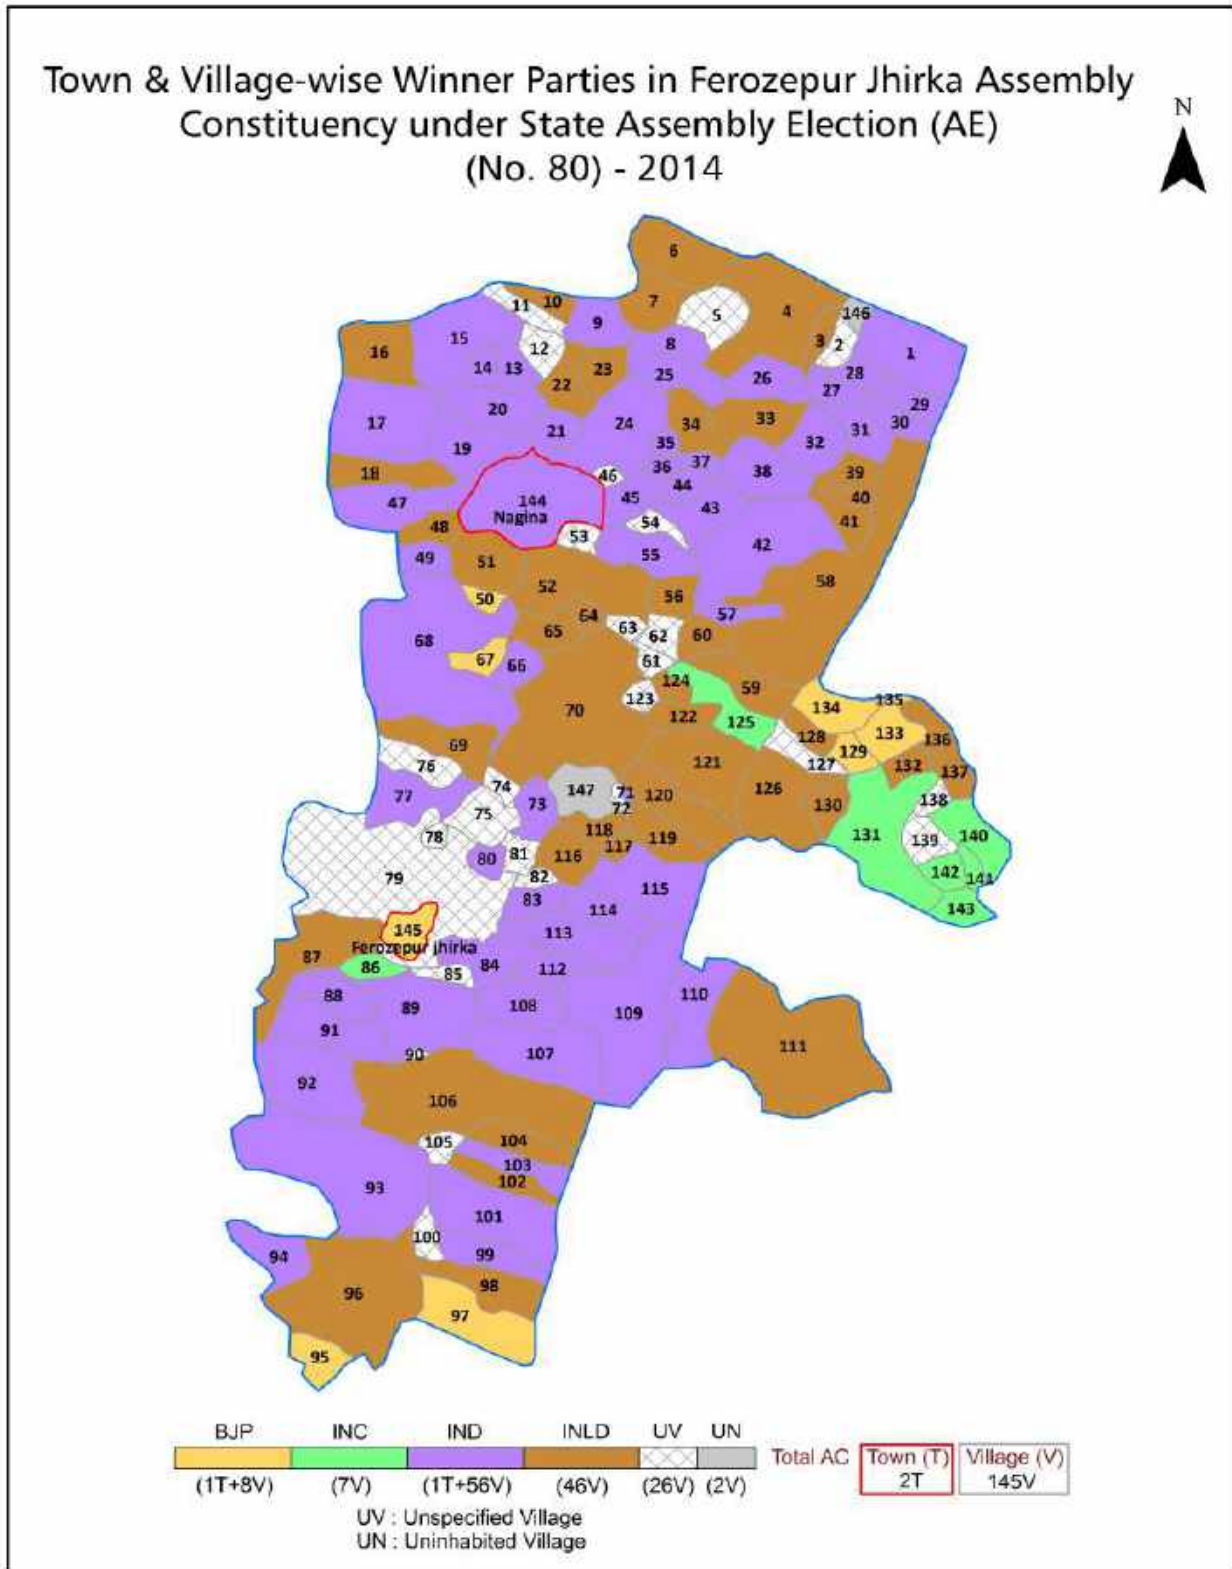 Town & Village-wise Winner Parties in Ferozepur Jhirka Assembly
Constituency under State Assembly Election (AE)
(No. 80) - 2014
N
6
11 10 7 5 4 146
9 3 2
15 12 8 1
16 14 13 23 25 26 28
22 27
20 29
17 21 24 34 33 30
19 35 32 31
18 46 36 37 38 39
47 144 45 44 40
Nagina 43
48 53 54 41
49 51 55 42
50 52 56 58
64 57
68 65 63 62 60
67 66 61
124 59
70 123 122 125 134 135
128 133 136
69 129
76 121 127 132 137
74 147 71 120 126
77 75 73 72 130 138
78 118 119 131 139 140
80 81 116 117
79 82 142 141
83 115 143
145 114
Ferozepur Jhirka 113
87 86 85 84 112
88 89 108 110
91 109
90 107 111
92
106
105 104
103
93 102
101
100
94 99
96 98
97
95
BJP INC IND INLD UV UN
Total AC Town (T) Village (V)
2T 145V
(1T+8V) (7V) (1T+56V) (46V) (26V) (2V)
UV : Unspecified Village
UN : Uninhabited Village